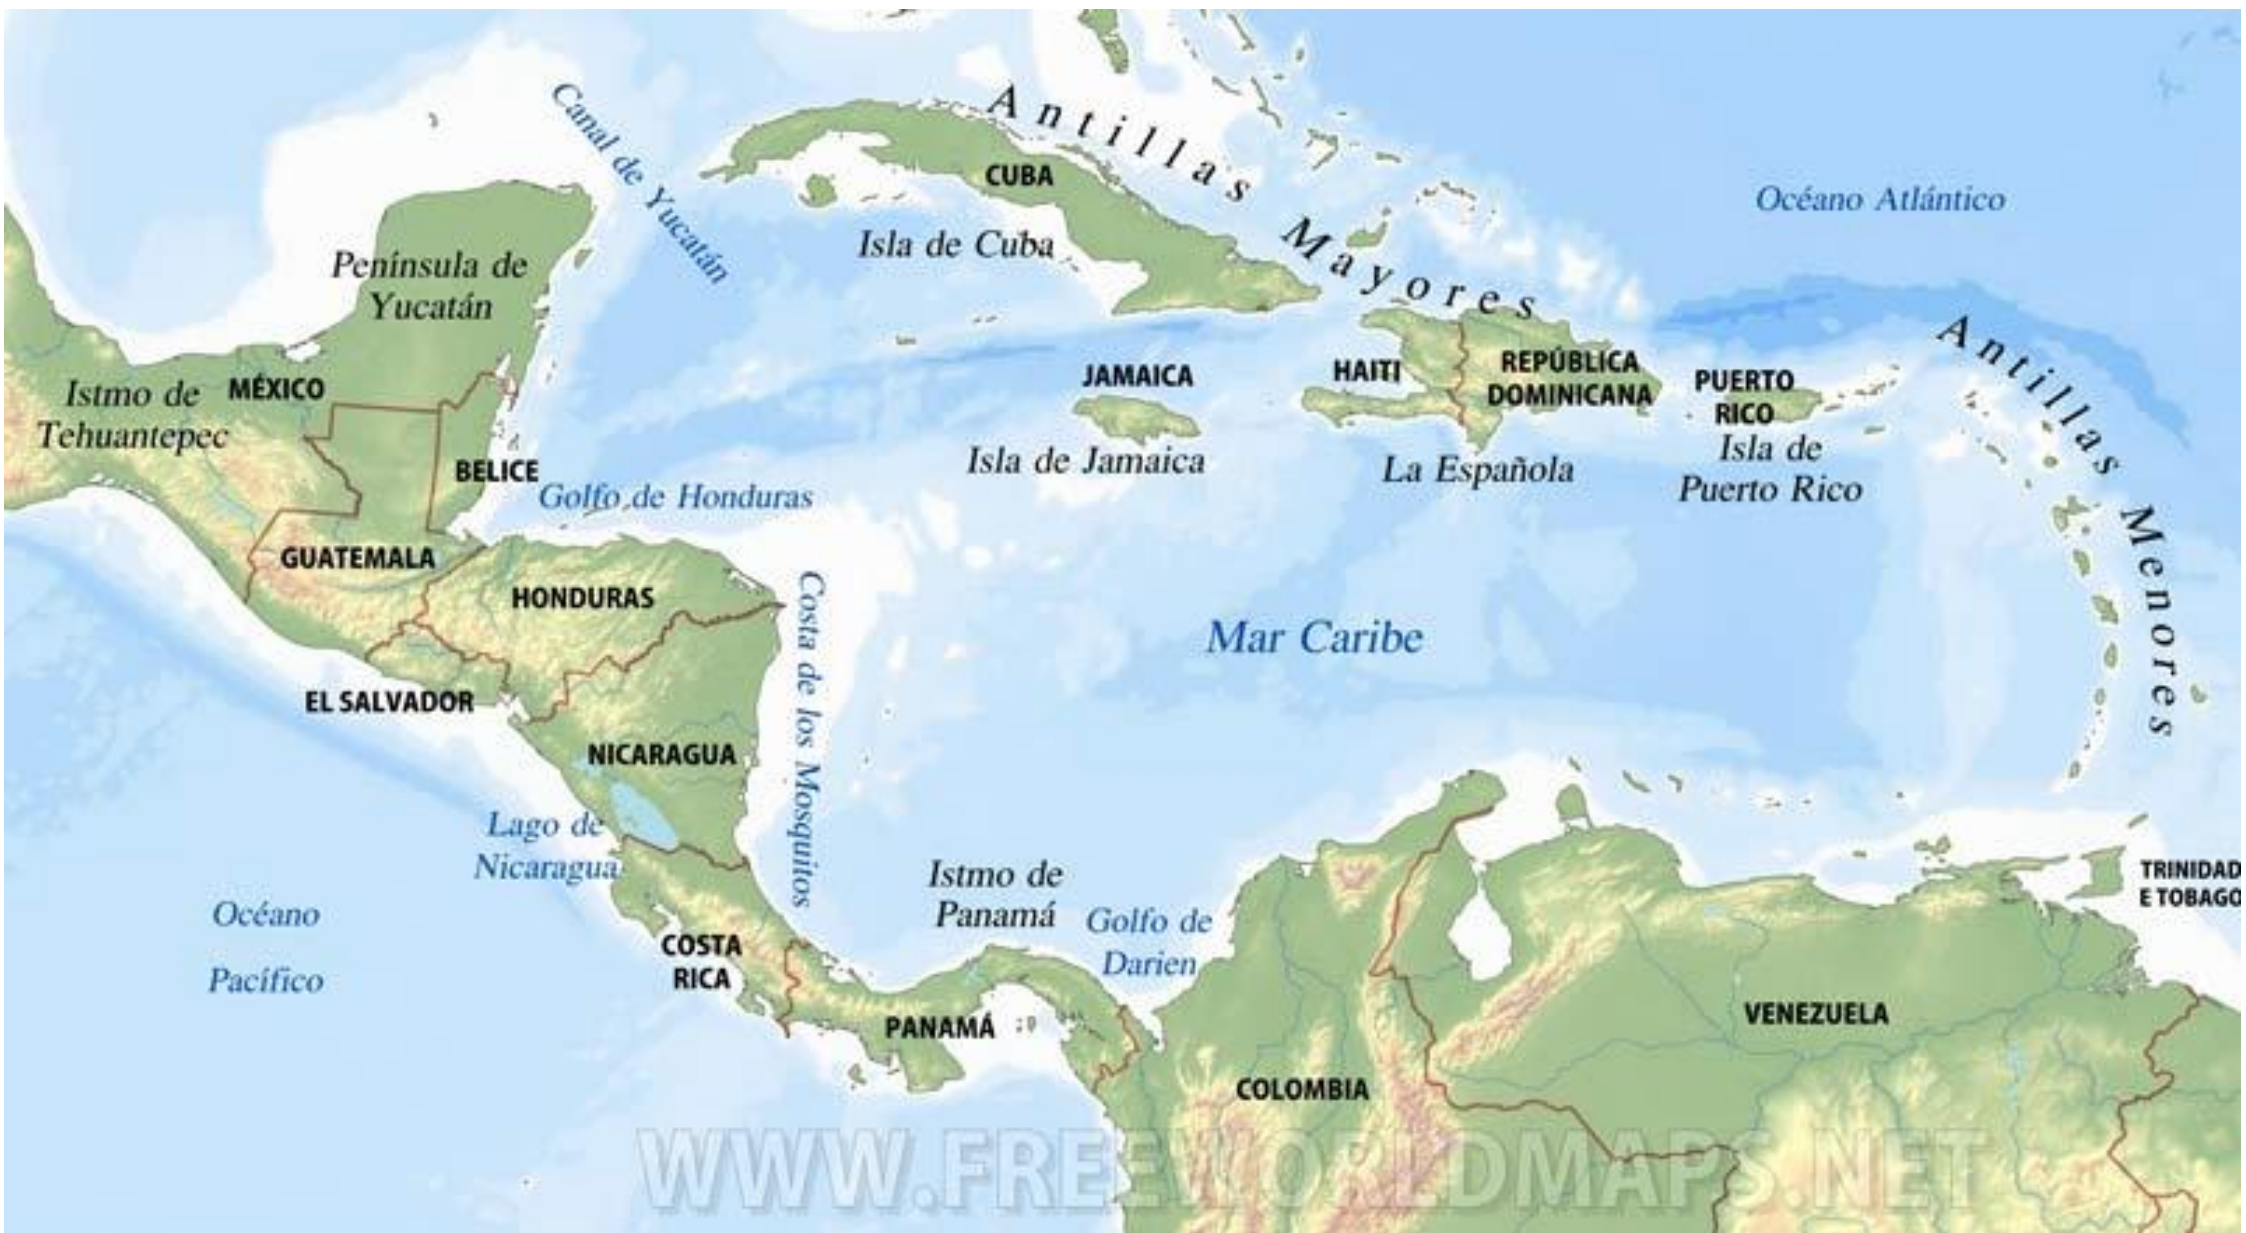 Canal de Yucatán
Antillas Mayores
CUBA
Isla de Cuba
Océano Atlántico
Península de
Yucatán
Istmo de
Tehuantepec
MÉXICO
BELICE
Golfo de Honduras
JAMAICA
Isla de Jamaica
HAITI
REPÚBLICA
DOMINICANA
La Española
PUERTO
RICO
Isla de
Puerto Rico
Antillas Menores
GUATEMALA
HONDURAS
EL SALVADOR
NICARAGUA
Costa de los Mosquitos
Mar Caribe
Lago de
Nicaragua
Océano
Pacífico
COSTA
RICA
Istmo de
Panamá
Golfo de
Darien
PANAMÁ
COLOMBIA
VENEZUELA
TRINIDAD
E TOBAGO
WWW.FREEWORLDMAPS.NET